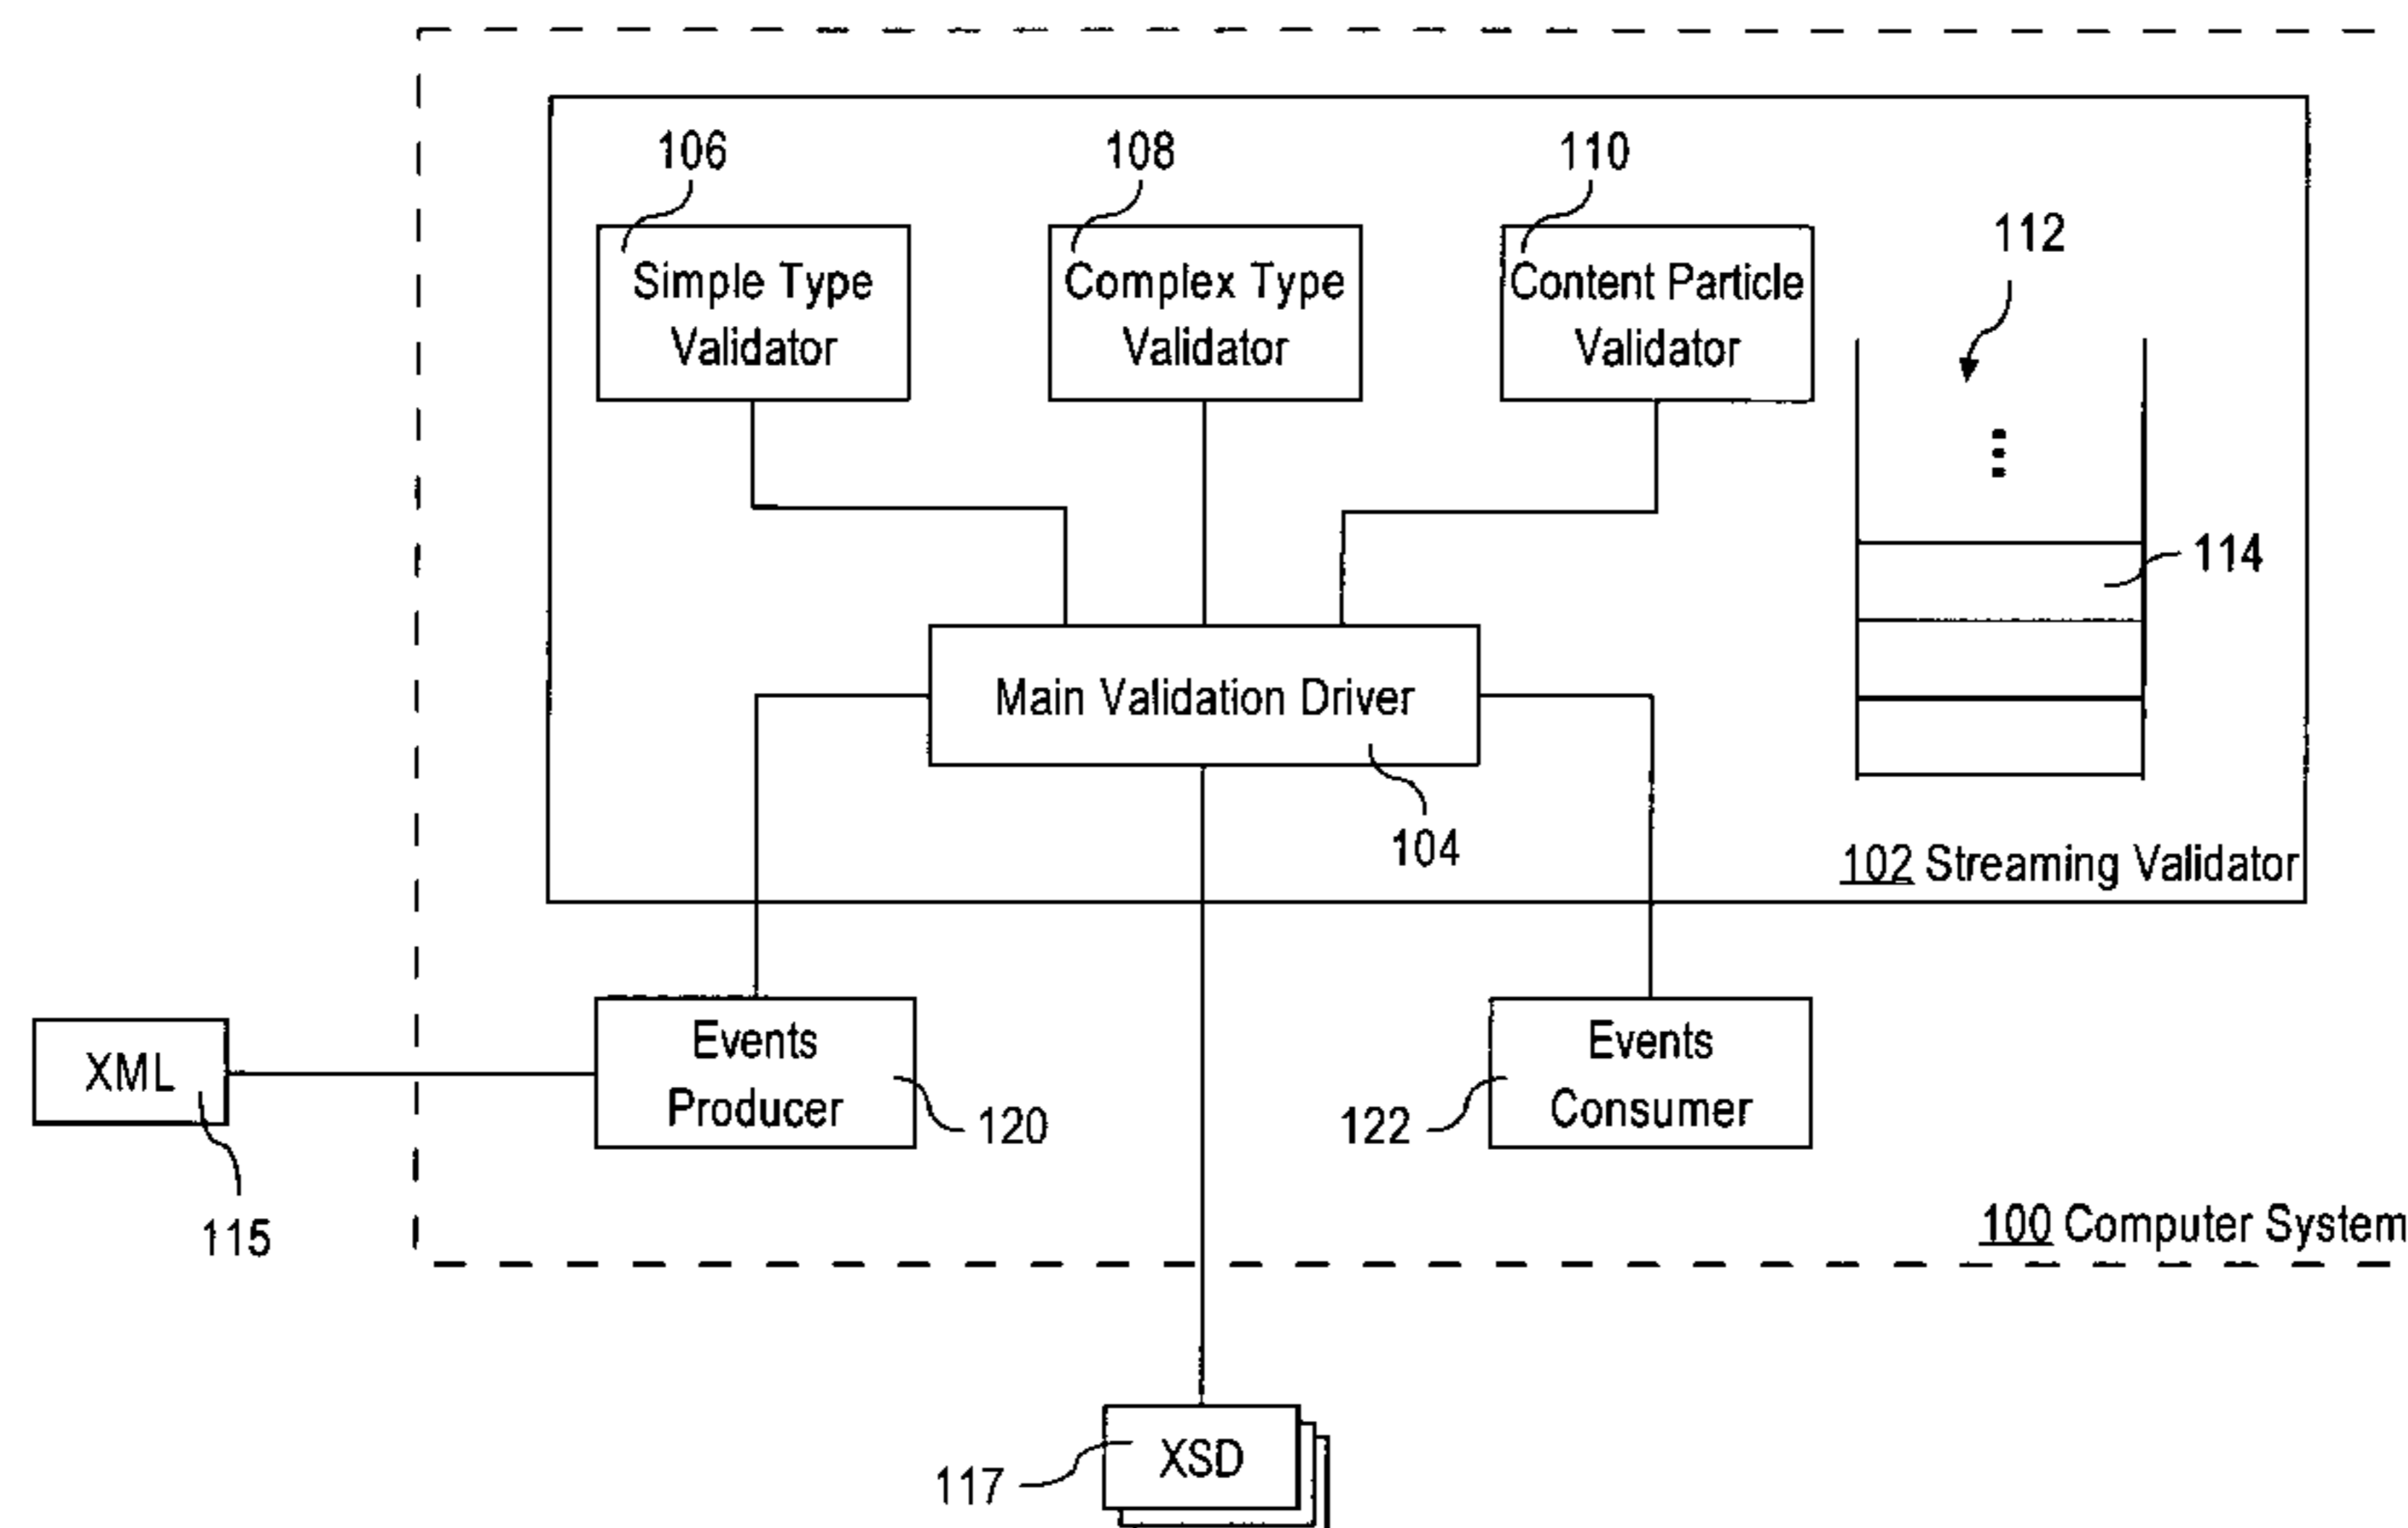 106
108
110
112
Simple Type
Validator
Complex Type
Validator
Content Particle
Validator
114
Main Validation Driver
104
102 Streaming Validator
XML
115
Events
Producer
120
Events
Consumer
122
100 Computer System
XSD
117